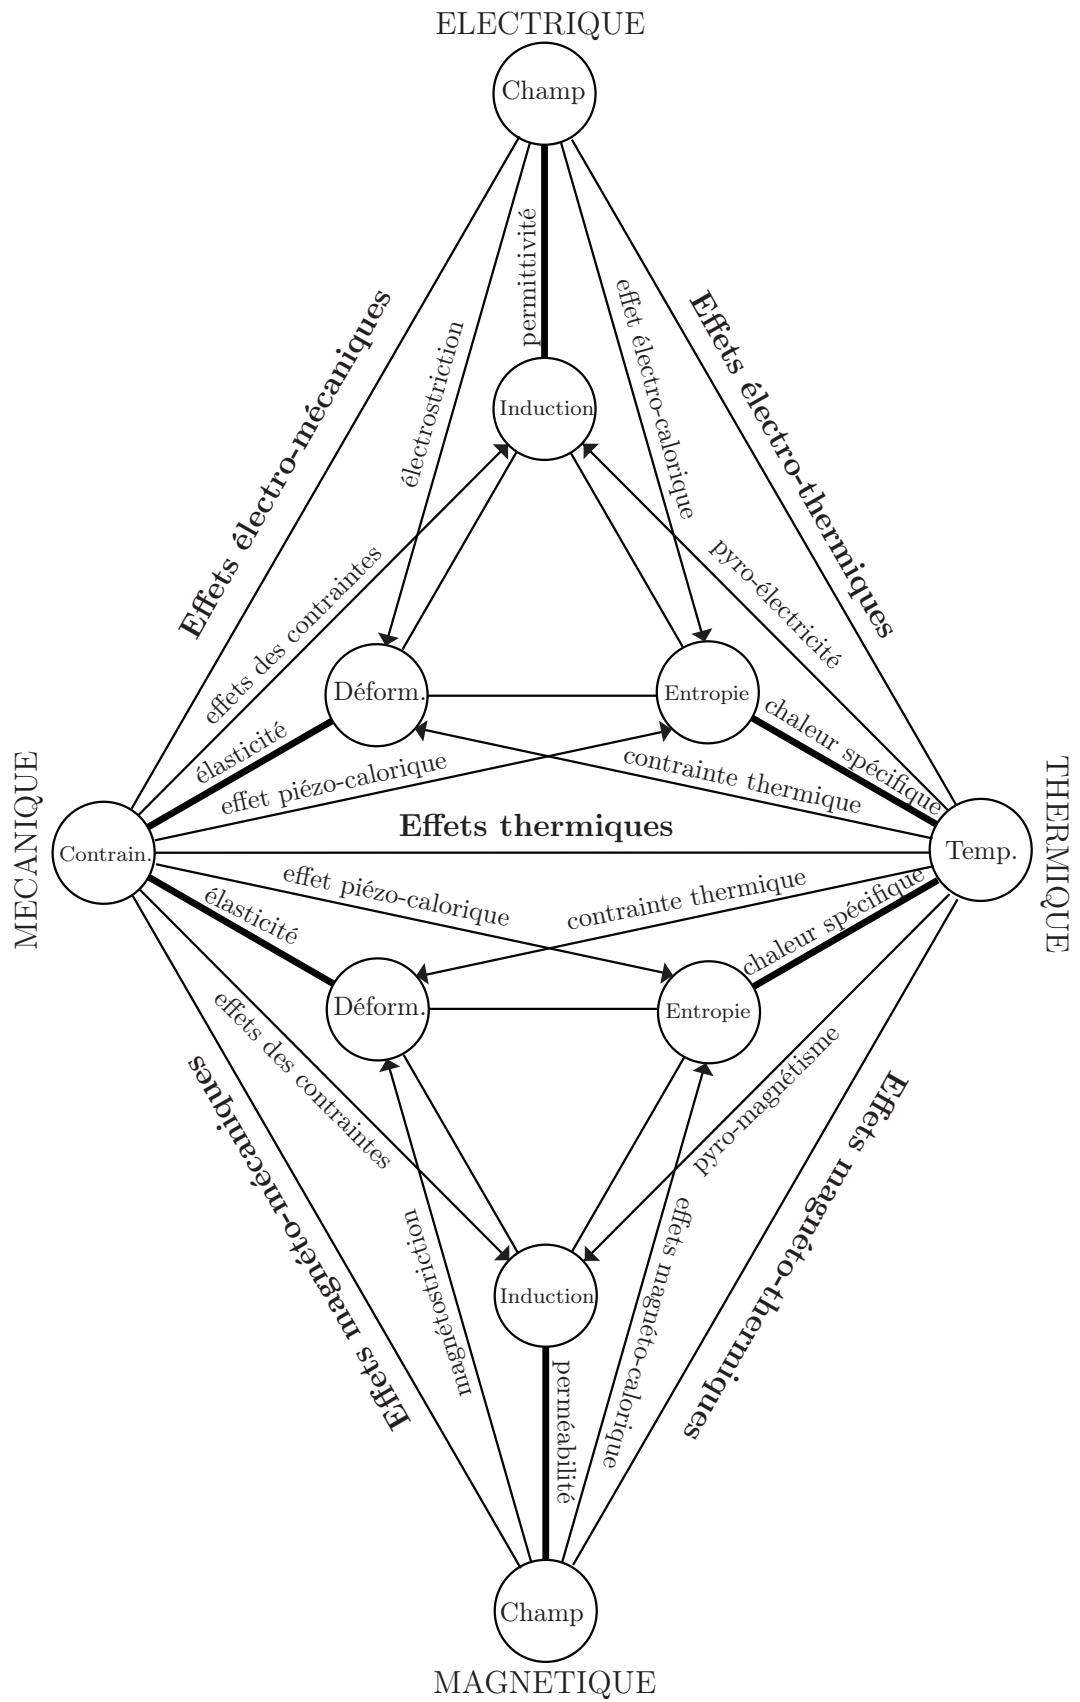 ELECTRIQUE
Champ
permittivité
électrostriction
effet électro-calorique
Effets électro-mécaniques
Effets électro-thermiques
Induction
effets des contraintes
pyro-électricité
Déform.
Entropie
élasticité
chaleur spécifique
effet piézo-calorique
contrainte thermique
MECANIQUE
Effets thermiques
THERMIQUE
Contrain.
Temp.
effet piézo-calorique
contrainte thermique
élasticité
chaleur spécifique
Déform.
Entropie
effets des contraintes
pyro-magnétisme
Effets magnéto-mécaniques
Effets magnéto-thermiques
magnétostriction
effets magnéto-calorique
Induction
perméabilité
Champ
MAGNETIQUE